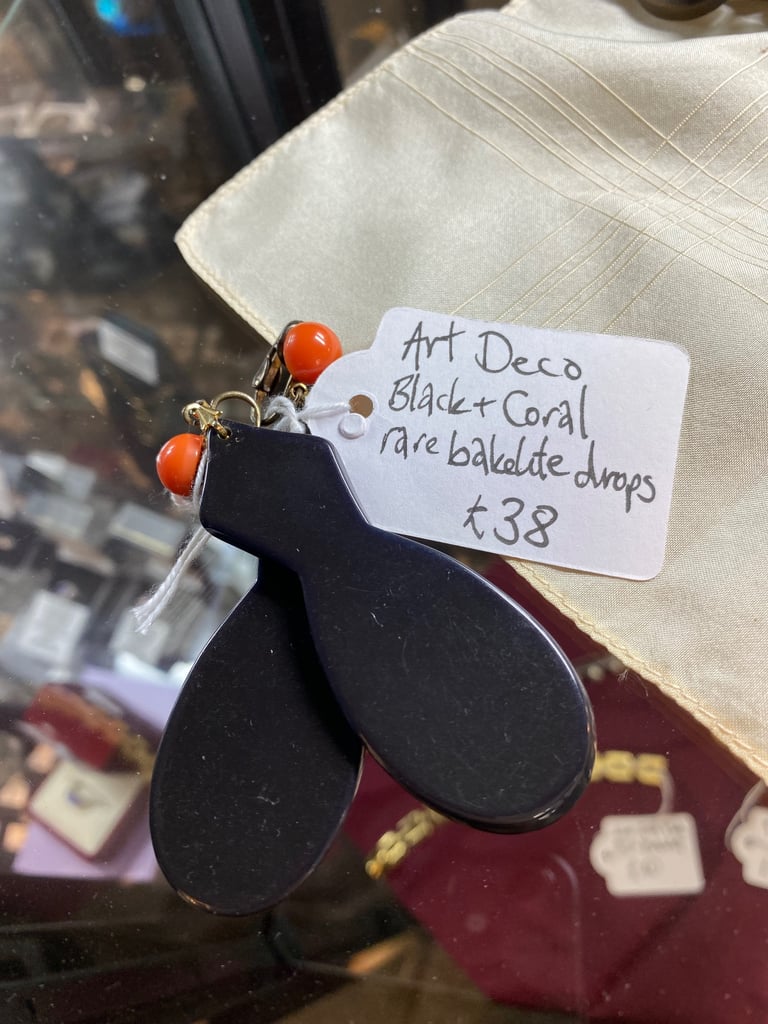 Art Deco
Black + Coral
rare bakelite drops
£38